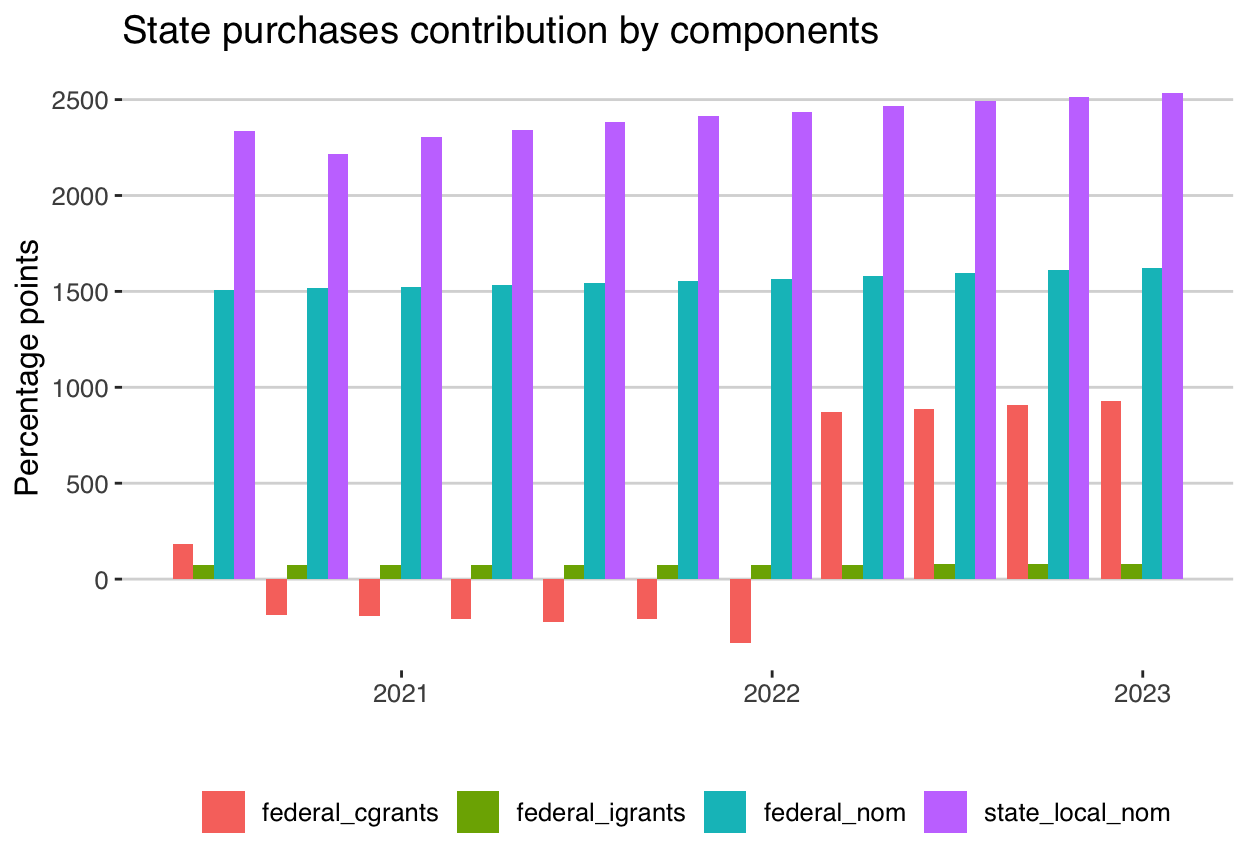 State purchases contribution by components
Percentage points
2500
2000
1500
1000
500
0
2021 2022 2023
federal_cgrants federal_igrants federal_nom state_local_nom